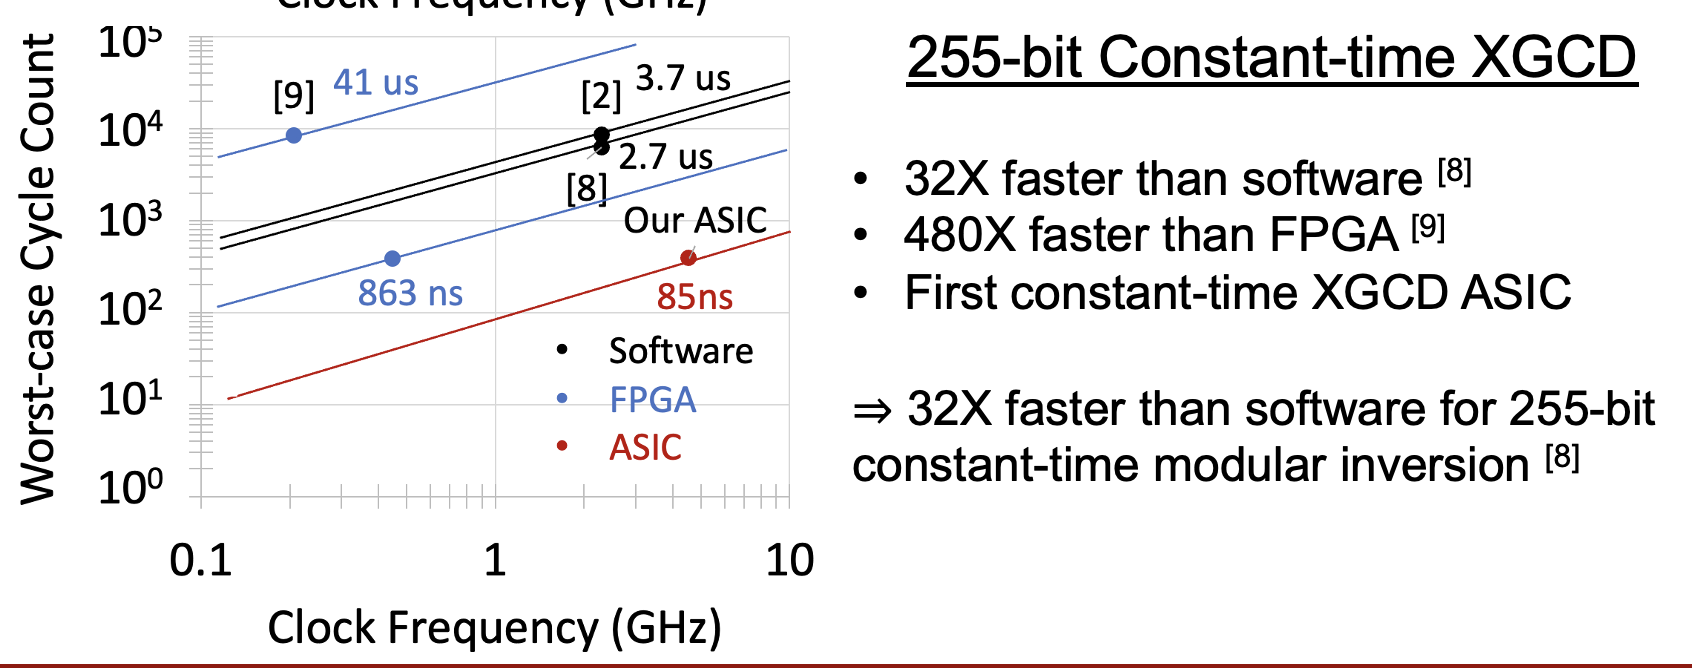 Clock Frequency (GHz)
Worst-case Cycle Count
10⁵
10⁴
10³
10²
10¹
10⁰
[9] 41 us
[2] 3.7 us
2.7 us
[8]
Our ASIC
863 ns
85ns
• Software
• FPGA
• ASIC
0.1 1 10
Clock Frequency (GHz)
255-bit Constant-time XGCD
• 32X faster than software [8]
• 480X faster than FPGA [9]
• First constant-time XGCD ASIC
⇒ 32X faster than software for 255-bit
constant-time modular inversion [8]